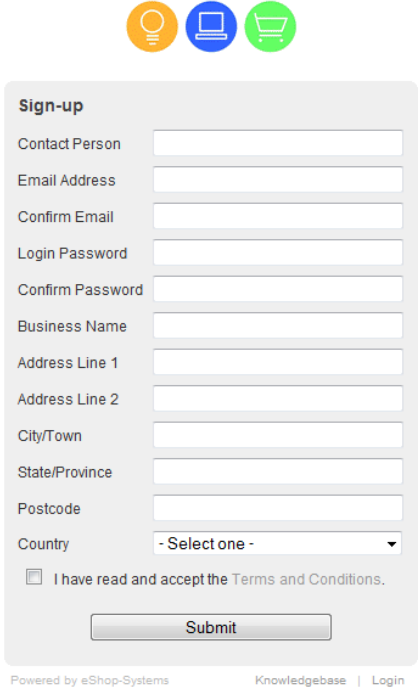 Sign-up
Contact Person
Email Address
Confirm Email
Login Password
Confirm Password
Business Name
Address Line 1
Address Line 2
City/Town
State/Province
Postcode
Country - Select one -
I have read and accept the Terms and Conditions.
Submit
Powered by eShop-Systems Knowledgebase | Login